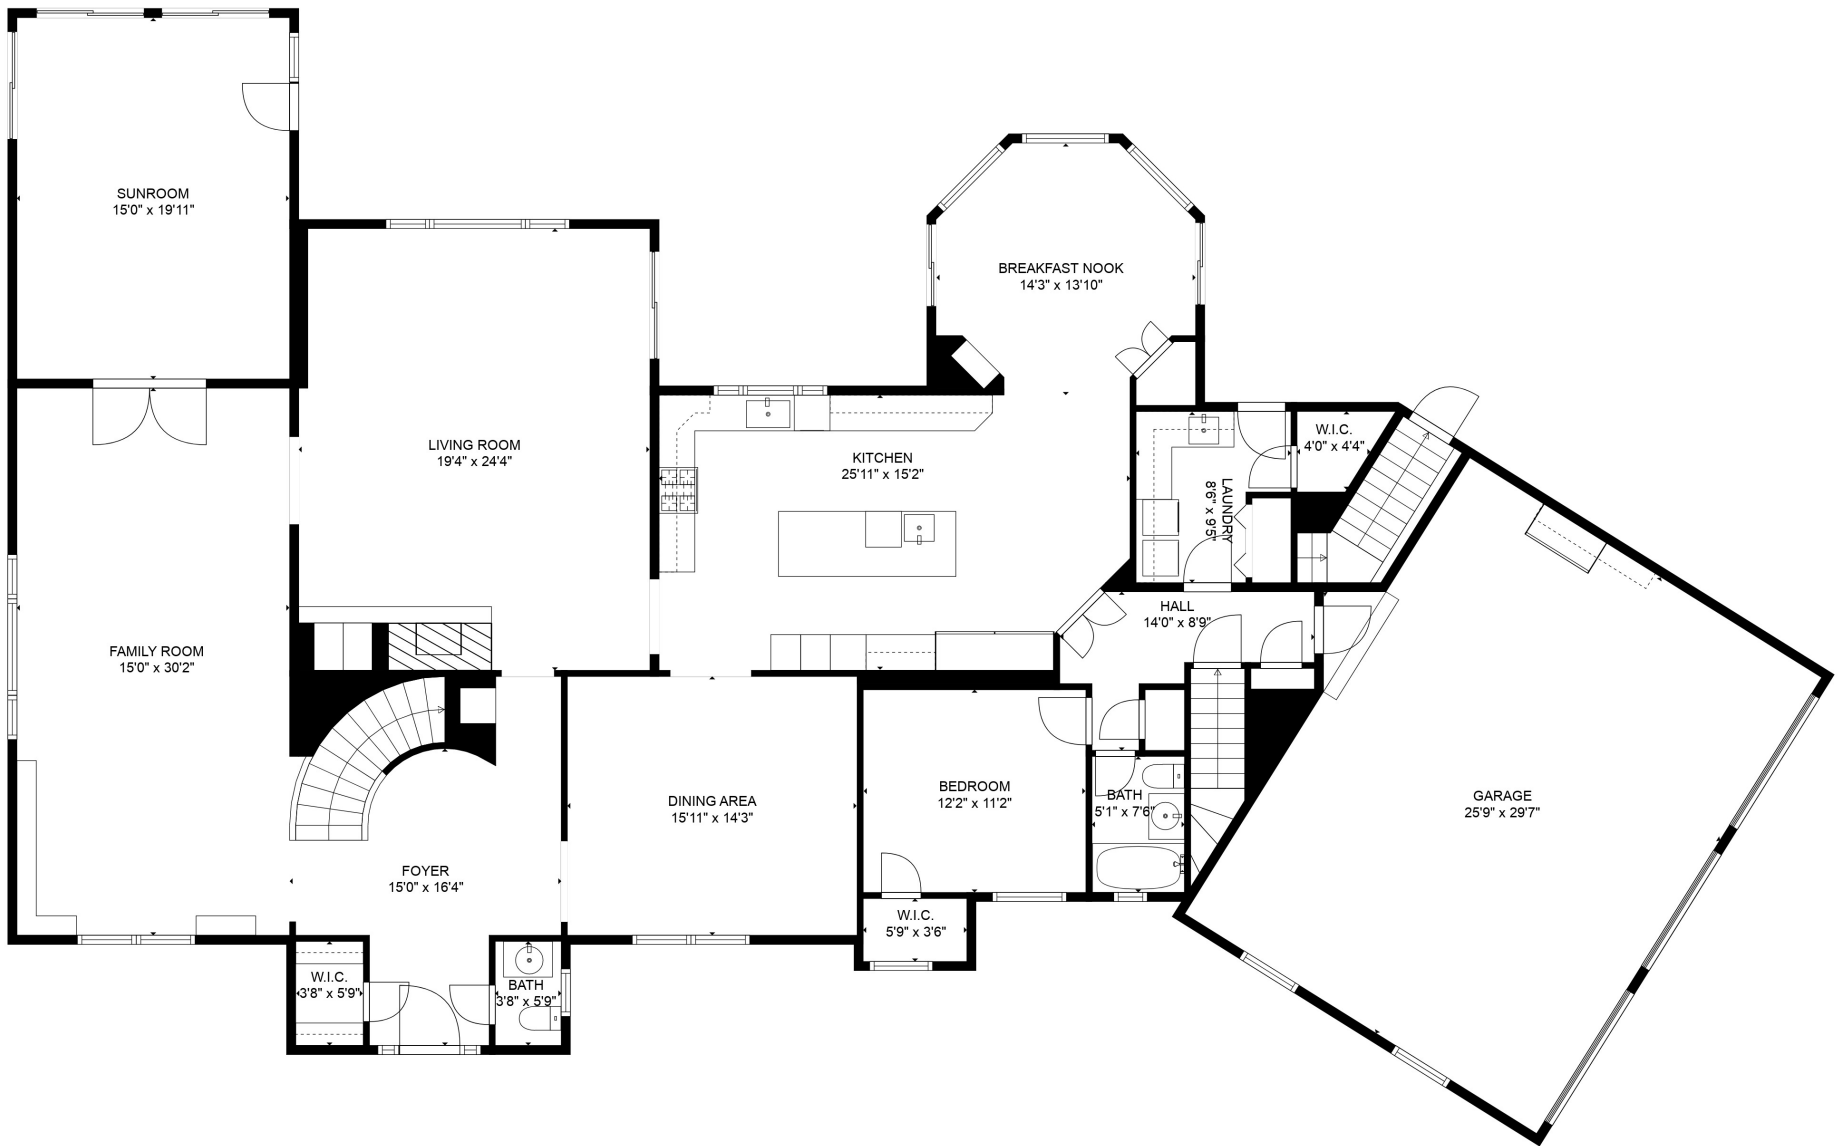 SUNROOM
15'0" x 19'11"
BREAKFAST NOOK
14'3" x 13'10"
LIVING ROOM
19'4" x 24'4"
KITCHEN
25'11" x 15'2"
W.I.C.
4'0" x 4'4"
LAUNDRY
8'6" x 9'5"
HALL
14'0" x 8'9"
FAMILY ROOM
15'0" x 30'2"
BEDROOM
12'2" x 11'2"
BATH
5'1" x 7'6"
GARAGE
25'9" x 29'7"
DINING AREA
15'11" x 14'3"
FOYER
15'0" x 16'4"
W.I.C.
5'9" x 3'6"
W.I.C.
3'8" x 5'9"
BATH
3'8" x 5'9"